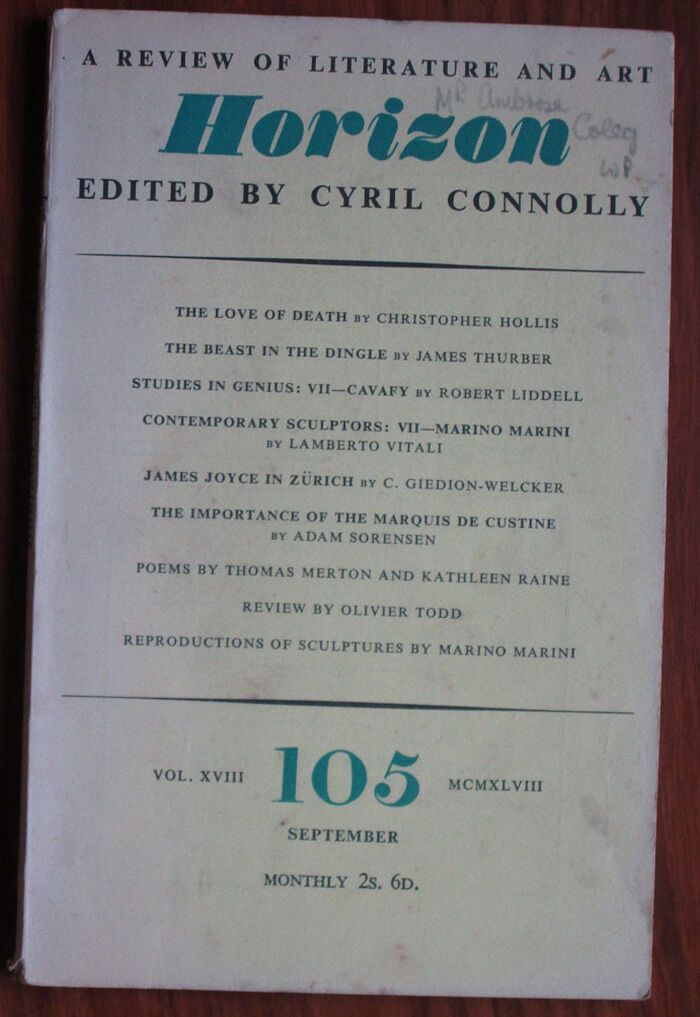 A REVIEW OF LITERATURE AND ART
Mr Ambrose
Horizon
WP.
EDITED BY CYRIL CONNOLLY
THE LOVE OF DEATH BY CHRISTOPHER HOLLIS
THE BEAST IN THE DINGLE BY JAMES THURBER
STUDIES IN GENIUS: VII—CAVAFY BY ROBERT LIDDELL
CONTEMPORARY SCULPTORS: VII—MARINO MARINI
BY LAMBERTO VITALI
JAMES JOYCE IN ZÜRICH BY C. GIEDION-WELCKER
THE IMPORTANCE OF THE MARQUIS DE CUSTINE
BY ADAM SORENSEN
POEMS BY THOMAS MERTON AND KATHLEEN RAINE
REVIEW BY OLIVIER TODD
REPRODUCTIONS OF SCULPTURES BY MARINO MARINI
VOL. XVIII 105 MCMXLVIII
SEPTEMBER
MONTHLY 2S. 6D.